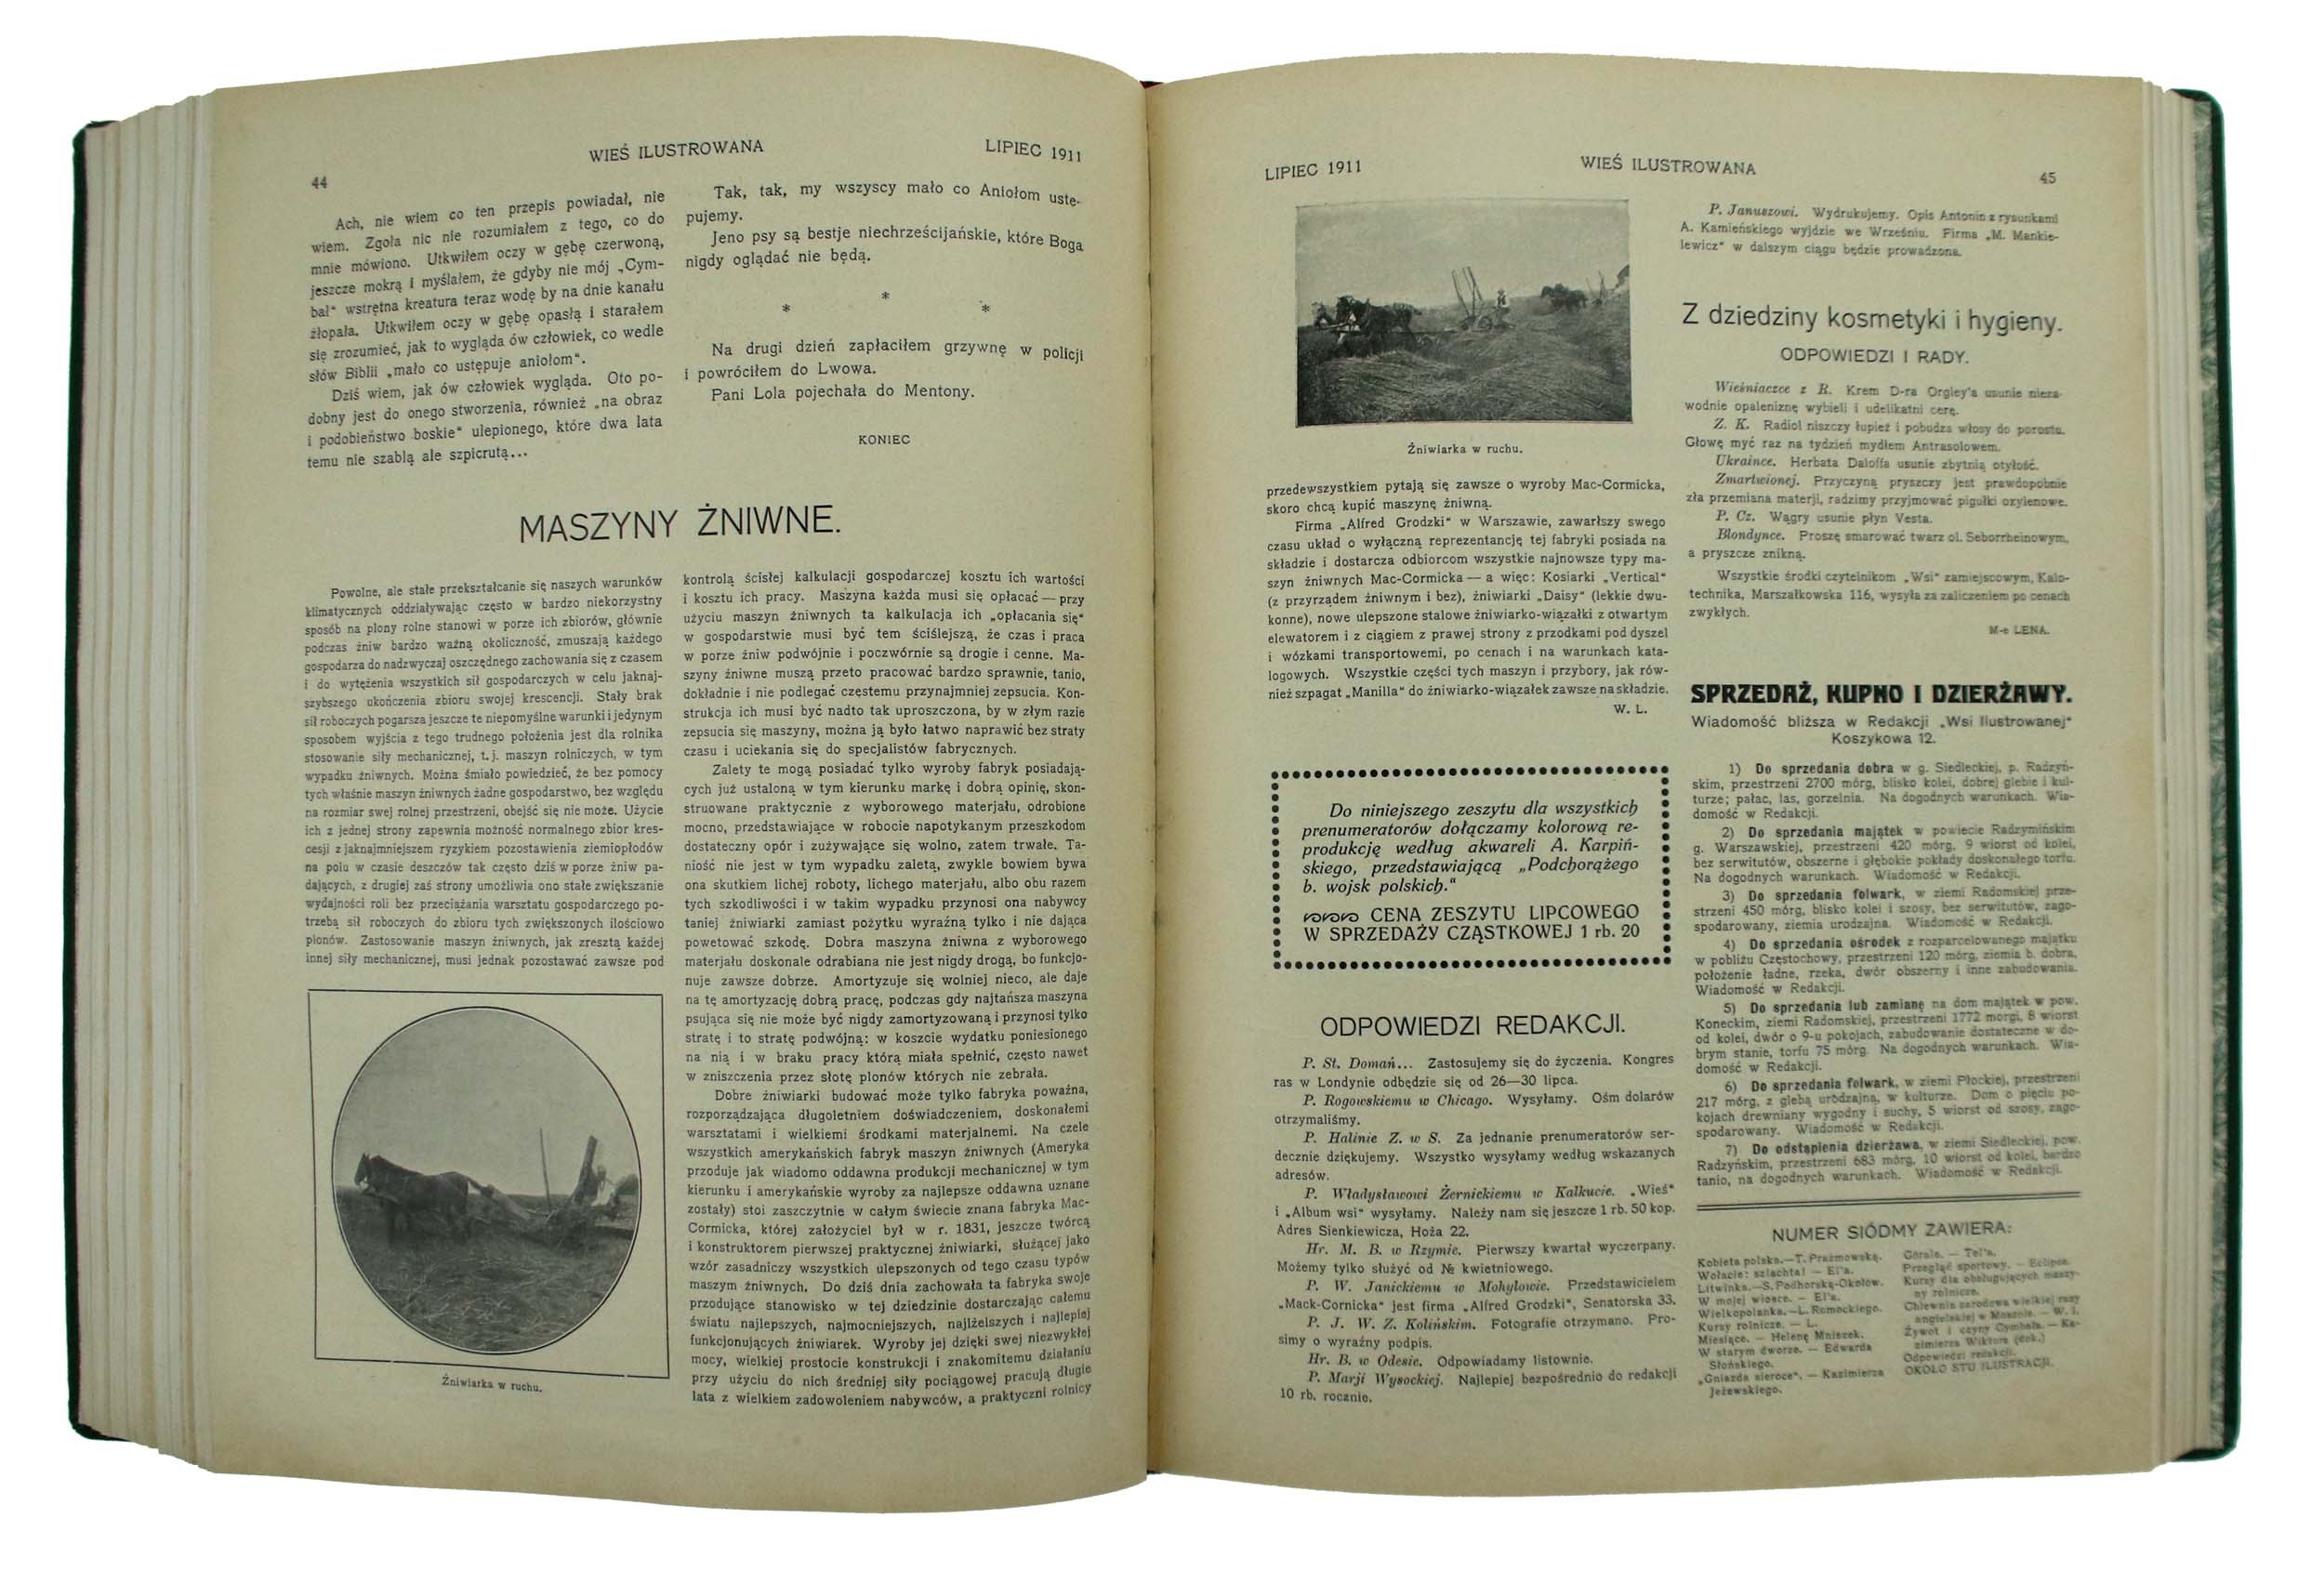 44
WIEŚ ILUSTROWANA
LIPIEC 1911
Ach, nie wiem co ten przepis powiadał, nie
wiem. Zgoła nic nie rozumiałem z tego, co do
mnie mówiono. Utkwiłem oczy w gębę czerwoną,
jeszcze mokrą i myślałem, że gdyby nie mój „Cym-
bał“ wstrętna kreatura teraz wodę by na dnie kanału
żłopała. Utkwiłem oczy w gębę opasłą i starałem
się zrozumieć, jak to wygląda ów człowiek, co wedle
słów Biblii „mało co ustępuje aniołom“.
Dziś wiem, jak ów człowiek wygląda. Oto po-
dobny jest do onego stworzenia, również „na obraz
i podobieństwo boskie“ ulepionego, które dwa lata
temu nie szablą ale szpicrutą...
Tak, tak, my wszyscy mało co Aniołom ustę-
pujemy.
Jeno psy są bestje niechrześcijańskie, które Boga
nigdy oglądać nie będą.
* * *
Na drugi dzień zapłaciłem grzywnę w policji
i powróciłem do Lwowa.
Pani Lola pojechała do Mentony.
KONIEC
MASZYNY ŻNIWNE.
Powolne, ale stałe przekształcanie się naszych warunków
klimatycznych oddziaływając często w bardzo niekorzystny
sposób na plony rolne stanowi w porze ich zbiorów, głównie
podczas żniw bardzo ważną okoliczność, zmuszają każdego
gospodarza do nadzwyczaj oszczędnego zachowania się z czasem
i do wytężenia wszystkich sił gospodarczych w celu jaknaj-
szybszego ukończenia zbioru swojej krescencji. Stały brak
sił roboczych pogarsza jeszcze te niepomyślne warunki i jedynym
sposobem wyjścia z tego trudnego położenia jest dla rolnika
stosowanie siły mechanicznej, t. j. maszyn rolniczych, w tym
wypadku żniwnych. Można śmiało powiedzieć, że bez pomocy
tych właśnie maszyn żniwnych żadne gospodarstwo, bez względu
na rozmiar swej rolnej przestrzeni, obejść się nie może. Użycie
ich z jednej strony zapewnia możność normalnego zbior kres-
cesji z jaknajmniejszem ryzykiem pozostawienia ziemiopłodów
na polu w czasie deszczów tak często dziś w porze żniw pa-
dających, z drugiej zaś strony umożliwia ono stałe zwiększanie
wydajności roli bez przeciążania warsztatu gospodarczego po-
trzebą sił roboczych do zbioru tych zwiększonych ilościowo
plonów. Zastosowanie maszyn żniwnych, jak zresztą każdej
innej siły mechanicznej, musi jednak pozostawać zawsze pod
Żniwiarka w ruchu.
kontrolą ścisłej kalkulacji gospodarczej kosztu ich wartości
i kosztu ich pracy. Maszyna każda musi się opłacać — przy
użyciu maszyn żniwnych ta kalkulacja ich „opłacania się“
w gospodarstwie musi być tem ściślejszą, że czas i praca
w porze żniw podwójnie i poczwórnie są drogie i cenne. Ma-
szyny żniwne muszą przeto pracować bardzo sprawnie, tanio,
dokładnie i nie podlegać częstemu przynajmniej zepsucia. Kon-
strukcja ich musi być nadto tak uproszczona, by w złym razie
zepsucia się maszyny, można ją było łatwo naprawić bez straty
czasu i uciekania się do specjalistów fabrycznych.
Zalety te mogą posiadać tylko wyroby fabryk posiadają-
cych już ustaloną w tym kierunku markę i dobrą opinię, skon-
struowane praktycznie z wyborowego materjału, odrobione
mocno, przedstawiające w robocie napotykanym przeszkodom
dostateczny opór i zużywające się wolno, zatem trwałe. Ta-
niość nie jest w tym wypadku zaletą, zwykle bowiem bywa
ona skutkiem lichej roboty, lichego materjału, albo obu razem
tych szkodliwości i w takim wypadku przynosi ona nabywcy
taniej żniwiarki zamiast pożytku wyraźną tylko i nie dająca
powetować szkodę. Dobra maszyna żniwna z wyborowego
materjału doskonale odrabiana nie jest nigdy drogą, bo funkcjo-
nuje zawsze dobrze. Amortyzuje się wolniej nieco, ale daje
na tę amortyzację dobrą pracę, podczas gdy najtańsza maszyna
psująca się nie może być nigdy zamortyzowaną i przynosi tylko
stratę i to stratę podwójną: w koszcie wydatku poniesionego
na nią i w braku pracy którą miała spełnić, często nawet
w zniszczenia przez słotę plonów których nie zebrała.
Dobre żniwiarki budować może tylko fabryka poważna,
rozporządzająca długoletniem doświadczeniem, doskonałemi
warsztatami i wielkiemi środkami materjalnemi. Na czele
wszystkich amerykańskich fabryk maszyn żniwnych (Ameryka
przoduje jak wiadomo oddawna produkcji mechanicznej w tym
kierunku i amerykańskie wyroby za najlepsze oddawna uznane
zostały) stoi zaszczytnie w całym świecie znana fabryka Mac-
Cormicka, której założyciel był w r. 1831, jeszcze twórcą
i konstruktorem pierwszej praktycznej żniwiarki, służącej jako
wzór zasadniczy wszystkich ulepszonych od tego czasu typów
maszym żniwnych. Do dziś dnia zachowała ta fabryka swoje
przodujące stanowisko w tej dziedzinie dostarczając całemu
światu najlepszych, najmocniejszych, najlżelszych i najlepiej
funkcjonujących żniwiarek. Wyroby jej dzięki swej niezwykłej
mocy, wielkiej prostocie konstrukcji i znakomitemu działaniu
przy użyciu do nich średniej siły pociągowej pracują długie
lata z wielkiem zadowoleniem nabywców, a praktyczni rolnicy
LIPIEC 1911
WIEŚ ILUSTROWANA
45
Żniwiarka w ruchu.
przedewszystkiem pytają się zawsze o wyroby Mac-Cormicka,
skoro chcą kupić maszynę żniwną.
Firma „Alfred Grodzki“ w Warszawie, zawarłszy swego
czasu układ o wyłączną reprezentancję tej fabryki posiada na
składzie i dostarcza odbiorcom wszystkie najnowsze typy ma-
szyn żniwnych Mac-Cormicka — a więc: Kosiarki „Vertical“
(z przyrządem żniwnym i bez), żniwiarki „Daisy“ (lekkie dwu-
konne), nowe ulepszone stalowe żniwiarko-wiązałki z otwartym
elewatorem i z ciągiem z prawej strony z przodkami pod dyszel
i wózkami transportowemi, po cenach i na warunkach kata-
logowych. Wszystkie części tych maszyn i przybory, jak rów-
nież szpagat „Manilla“ do żniwiarko-wiązałek zawsze na składzie.
W. L.
Do niniejszego zeszytu dla wszystkich
prenumeratorów dołączamy kolorową re-
produkcję według akwareli A. Karpiń-
skiego, przedstawiającą „Podchorążego
b. wojsk polskich.“
CENA ZESZYTU LIPCOWEGO
W SPRZEDAŻY CZĄSTKOWEJ 1 rb. 20
ODPOWIEDZI REDAKCJI.
P. St. Domań... Zastosujemy się do życzenia. Kongres
ras w Londynie odbędzie się od 26—30 lipca.
P. Rogowskiemu w Chicago. Wysyłamy. Ośm dolarów
otrzymaliśmy.
P. Halinie Z. w S. Za jednanie prenumeratorów ser-
decznie dziękujemy. Wszystko wysyłamy według wskazanych
adresów.
P. Władysławowi Żernickiemu w Kalkucie. „Wieś“
i „Album wsi“ wysyłamy. Należy nam się jeszcze 1 rb. 50 kop.
Adres Sienkiewicza, Hoża 22.
Hr. M. B. w Rzymie. Pierwszy kwartał wyczerpany.
Możemy tylko służyć od № kwietniowego.
P. W. Janickiemu w Mohylowie. Przedstawicielem
„Mack-Cornicka“ jest firma „Alfred Grodzki“, Senatorska 33.
P. J. W. Z. Kolińskim. Fotografie otrzymano. Pro-
simy o wyraźny podpis.
Hr. B. w Odesie. Odpowiadamy listownie.
P. Marji Wysockiej. Najlepiej bezpośrednio do redakcji
10 rb. rocznie.
P. Januszowi. Wydrukujemy. Opis Antonin z rysunkami
A. Kamieńskiego wyjdzie we Wrześniu. Firma „M. Mankie-
lewicz“ w dalszym ciągu będzie prowadzona.
Z dziedziny kosmetyki i hygieny.
ODPOWIEDZI I RADY.
Wieśniaczce z R. Krem D-ra Orgley'a usunie nieza-
wodnie opaleniznę wybieli i udelikatni cerę.
Z. K. Radiol niszczy łupież i pobudza włosy do porostu.
Głowę myć raz na tydzień mydłem Antrasolowem.
Ukraince. Herbata Daloffa usunie zbytnią otyłość.
Zmartwionej. Przyczyną pryszczy jest prawdopobnie
zła przemiana materji, radzimy przyjmować pigułki oxylenowe.
P. Cz. Wągry usunie płyn Vesta.
Blondynce. Proszę smarować twarz ol. Seborrheinowym,
a pryszcze znikną.
Wszystkie środki czytelnikom „Wsi“ zamiejscowym, Kalo-
technika, Marszałkowska 116, wysyła za zaliczeniem po cenach
zwykłych.
M-e LENA.
SPRZEDAŻ, KUPNO I DZIERŻAWY.
Wiadomość bliższa w Redakcji „Wsi Ilustrowanej“
Koszykowa 12.
1) Do sprzedania dobra w g. Siedleckiej, p. Radzyń-
skim, przestrzeni 2700 mórg, blisko kolei, dobrej glebie i kul-
turze; pałac, las, gorzelnia. Na dogodnych warunkach. Wia-
domość w Redakcji.
2) Do sprzedania majątek w powiecie Radzymińskim
g. Warszawskiej, przestrzeni 420 mórg, 9 wiorst od kolei,
bez serwitutów, obszerne i głębokie pokłady doskonałego torfu.
Na dogodnych warunkach. Wiadomość w Redakcji.
3) Do sprzedania folwark, w ziemi Radomskiej prze-
strzeni 450 mórg, blisko kolei i szosy, bez serwitutów, zago-
spodarowany, ziemia urodzajna. Wiadomość w Redakcji.
4) Do sprzedania ośrodek z rozparcelowanego majątku
w pobliżu Częstochowy, przestrzeni 120 mórg, ziemia b. dobra,
położenie ładne, rzeka, dwór obszerny i inne zabudowania.
Wiadomość w Redakcji.
5) Do sprzedania lub zamianę na dom majątek w pow.
Koneckim, ziemi Radomskiej, przestrzeni 1772 morgi, 8 wiorst
od kolei, dwór o 9-u pokojach, zabudowanie dostateczne w do-
brym stanie, torfu 75 mórg. Na dogodnych warunkach. Wia-
domość w Redakcji.
6) Do sprzedania folwark, w ziemi Płockiej, przestrzeni
217 mórg, z glebą urodzajną, w kulturze. Dom o pięciu po-
kojach drewniany wygodny i suchy, 5 wiorst od szosy, zago-
spodarowany. Wiadomość w Redakcji.
7) Do odstąpienia dzierżawa, w ziemi Siedleckiej, pow.
Radzyńskim, przestrzeni 683 mórg, 10 wiorst od kolei, bardzo
tanio, na dogodnych warunkach. Wiadomość w Redakcji.
NUMER SIÓDMY ZAWIERA:
Kobieta polska.—T. Prażmowską.
Wołacie: szlachta! — El'a.
Litwinka.—S. Podhorską-Okołów.
W mojej wiosce. — El'a.
Wielkopolanka.—L. Romockiego.
Kursy rolnicze. — L.
Miesiące. — Helenę Mniszek.
W starym dworze. — Edwarda
Słońskiego.
„Gniazda sieroce“. — Kazimierza
Jeżewskiego.
Górale. — Tel'a.
Przegląd sportowy. — Eclipse.
Kursy dla obsługujących maszy-
ny rolnicze.
Chlewnia zarodowa wielkiej rasy
angielskiej w — W. L.
Żywot i czyny Cymbała. — Ka-
zimierza Wiktora (dok.)
Odpowiedzi redakcji.
OKOŁO STU ILUSTRACJI.